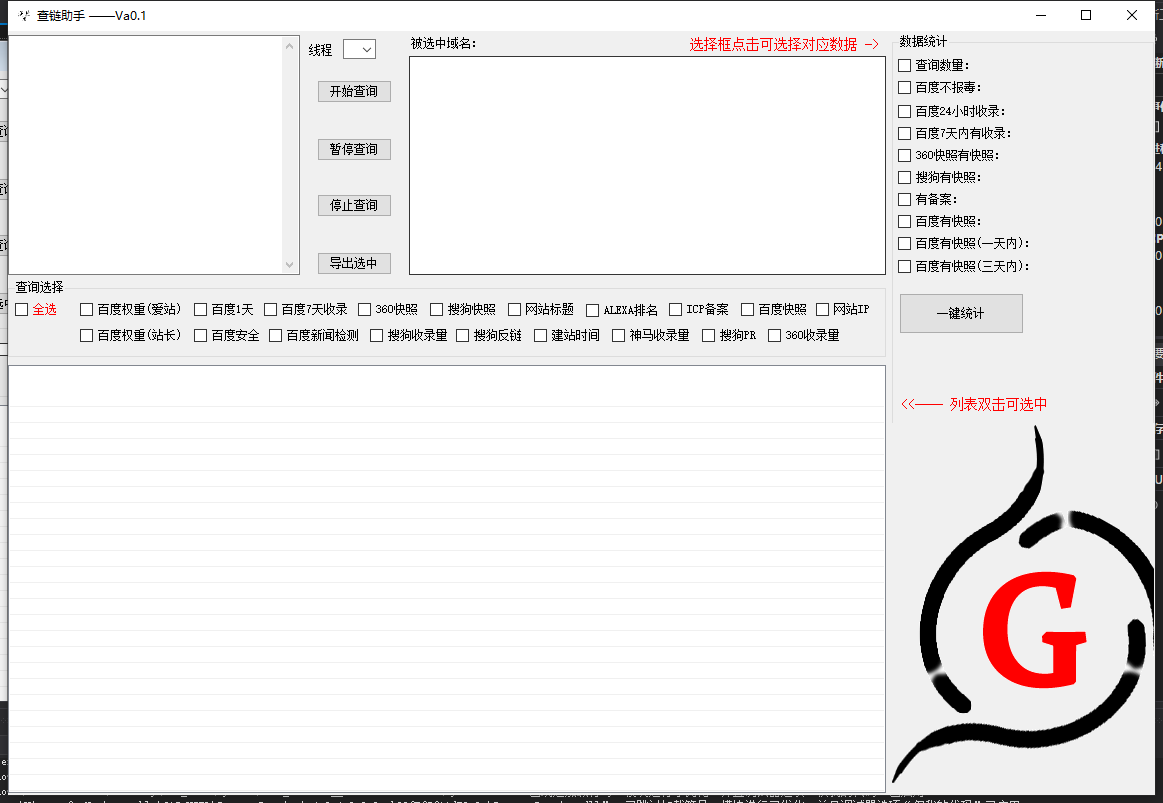 查链助手 ——Va0.1
线程
开始查询
暂停查询
停止查询
导出选中
被选中域名:
选择框点击可选择对应数据 ->
数据统计
查询数量:
百度不报毒:
百度24小时收录:
百度7天内有收录:
360快照有快照:
搜狗有快照:
有备案:
百度有快照:
百度有快照(一天内):
百度有快照(三天内):
一键统计
查询选择
全选 百度权重(爱站) 百度1天 百度7天收录 360快照 搜狗快照 网站标题 ALEXA排名 ICP备案 百度快照 网站IP
百度权重(站长) 百度安全 百度新闻检测 搜狗收录量 搜狗反链 建站时间 神马收录量 搜狗PR 360收录量
<<—— 列表双击可选中
G